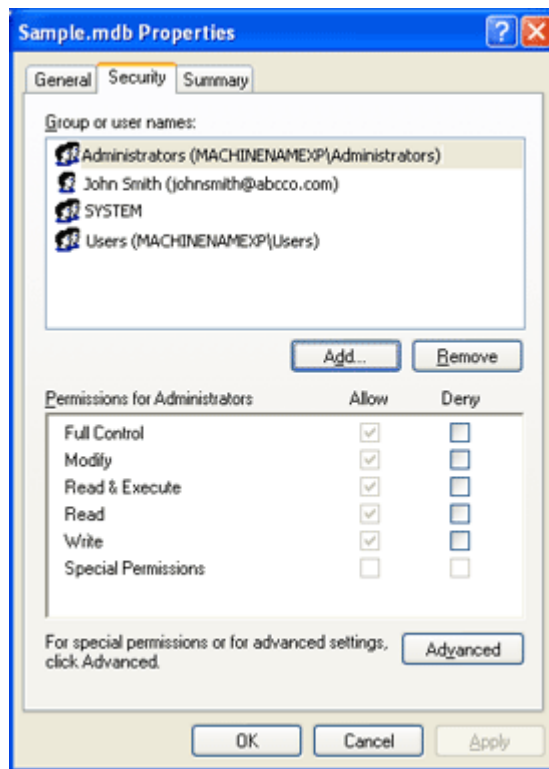 Sample.mdb Properties
General Security Summary
Group or user names:
Administrators (MACHINENAMEXP\Administrators)
John Smith (johnsmith@abcco.com)
SYSTEM
Users (MACHINENAMEXP\Users)
Add... Remove
Permissions for Administrators Allow Deny
Full Control
Modify
Read & Execute
Read
Write
Special Permissions
For special permissions or for advanced settings,
click Advanced.
Advanced
OK Cancel Apply